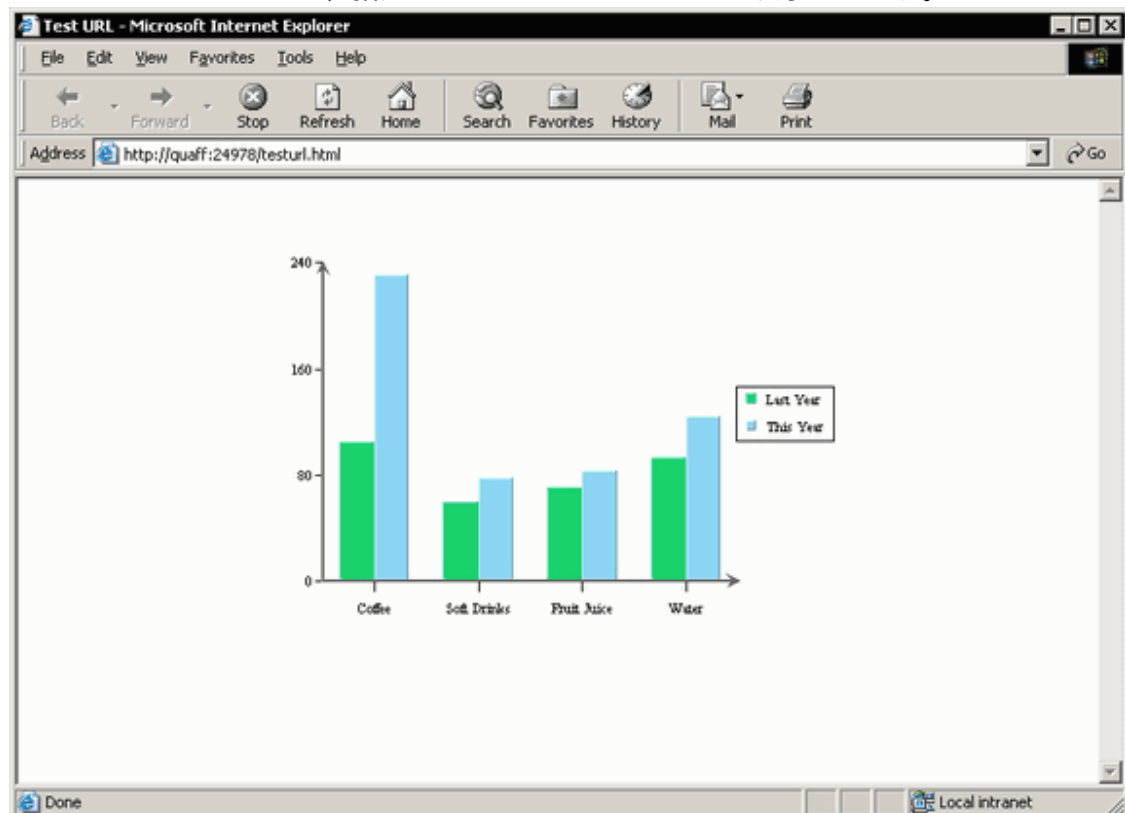 Test URL - Microsoft Internet Explorer
File Edit View Favorites Tools Help
Back Forward Stop Refresh Home Search Favorites History Mail Print
Address http://quaff:24978/testurl.html Go
240
160
80
0
Last Year
This Year
Coffee Soft Drinks Fruit Juice Water
Done Local intranet